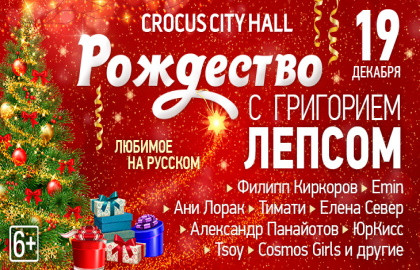 CROCUS CITY HALL
19
ДЕКАБРЯ
Рождество
С ГРИГОРИЕМ
ЛЕПСОМ
ЛЮБИМОЕ
НА РУССКОМ
Филипп Киркоров Emin
Ани Лорак Тимати Елена Север
Александр Панайотов ЮрКисс
Tsoy Cosmos Girls и другие
6+